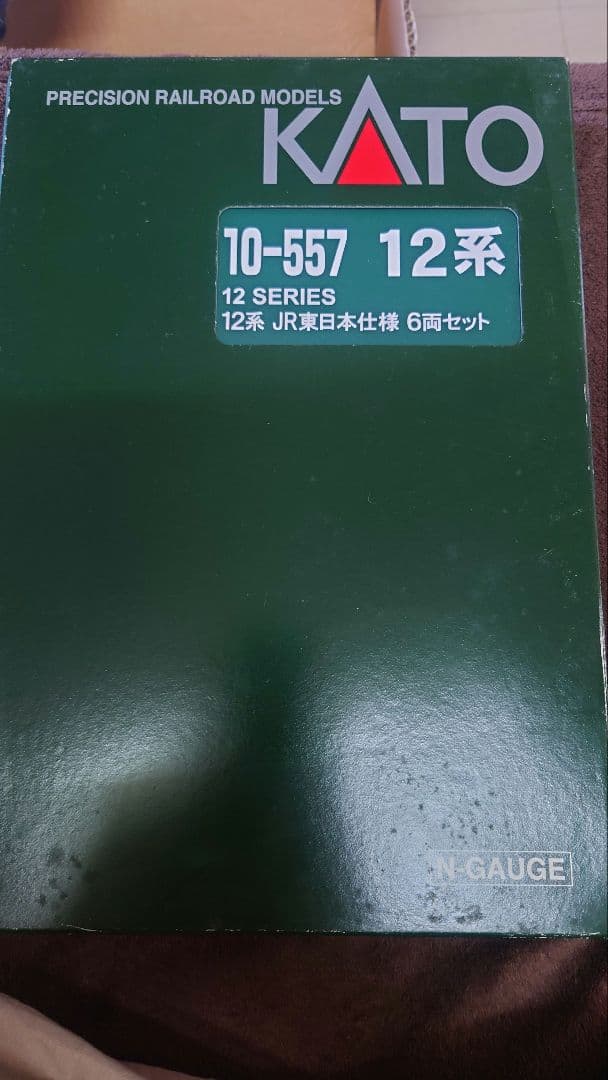 PRECISION RAILROAD MODELS
KATO
10-557 12系
12 SERIES
12系 JR東日本仕様 6両セット
N-GAUGE